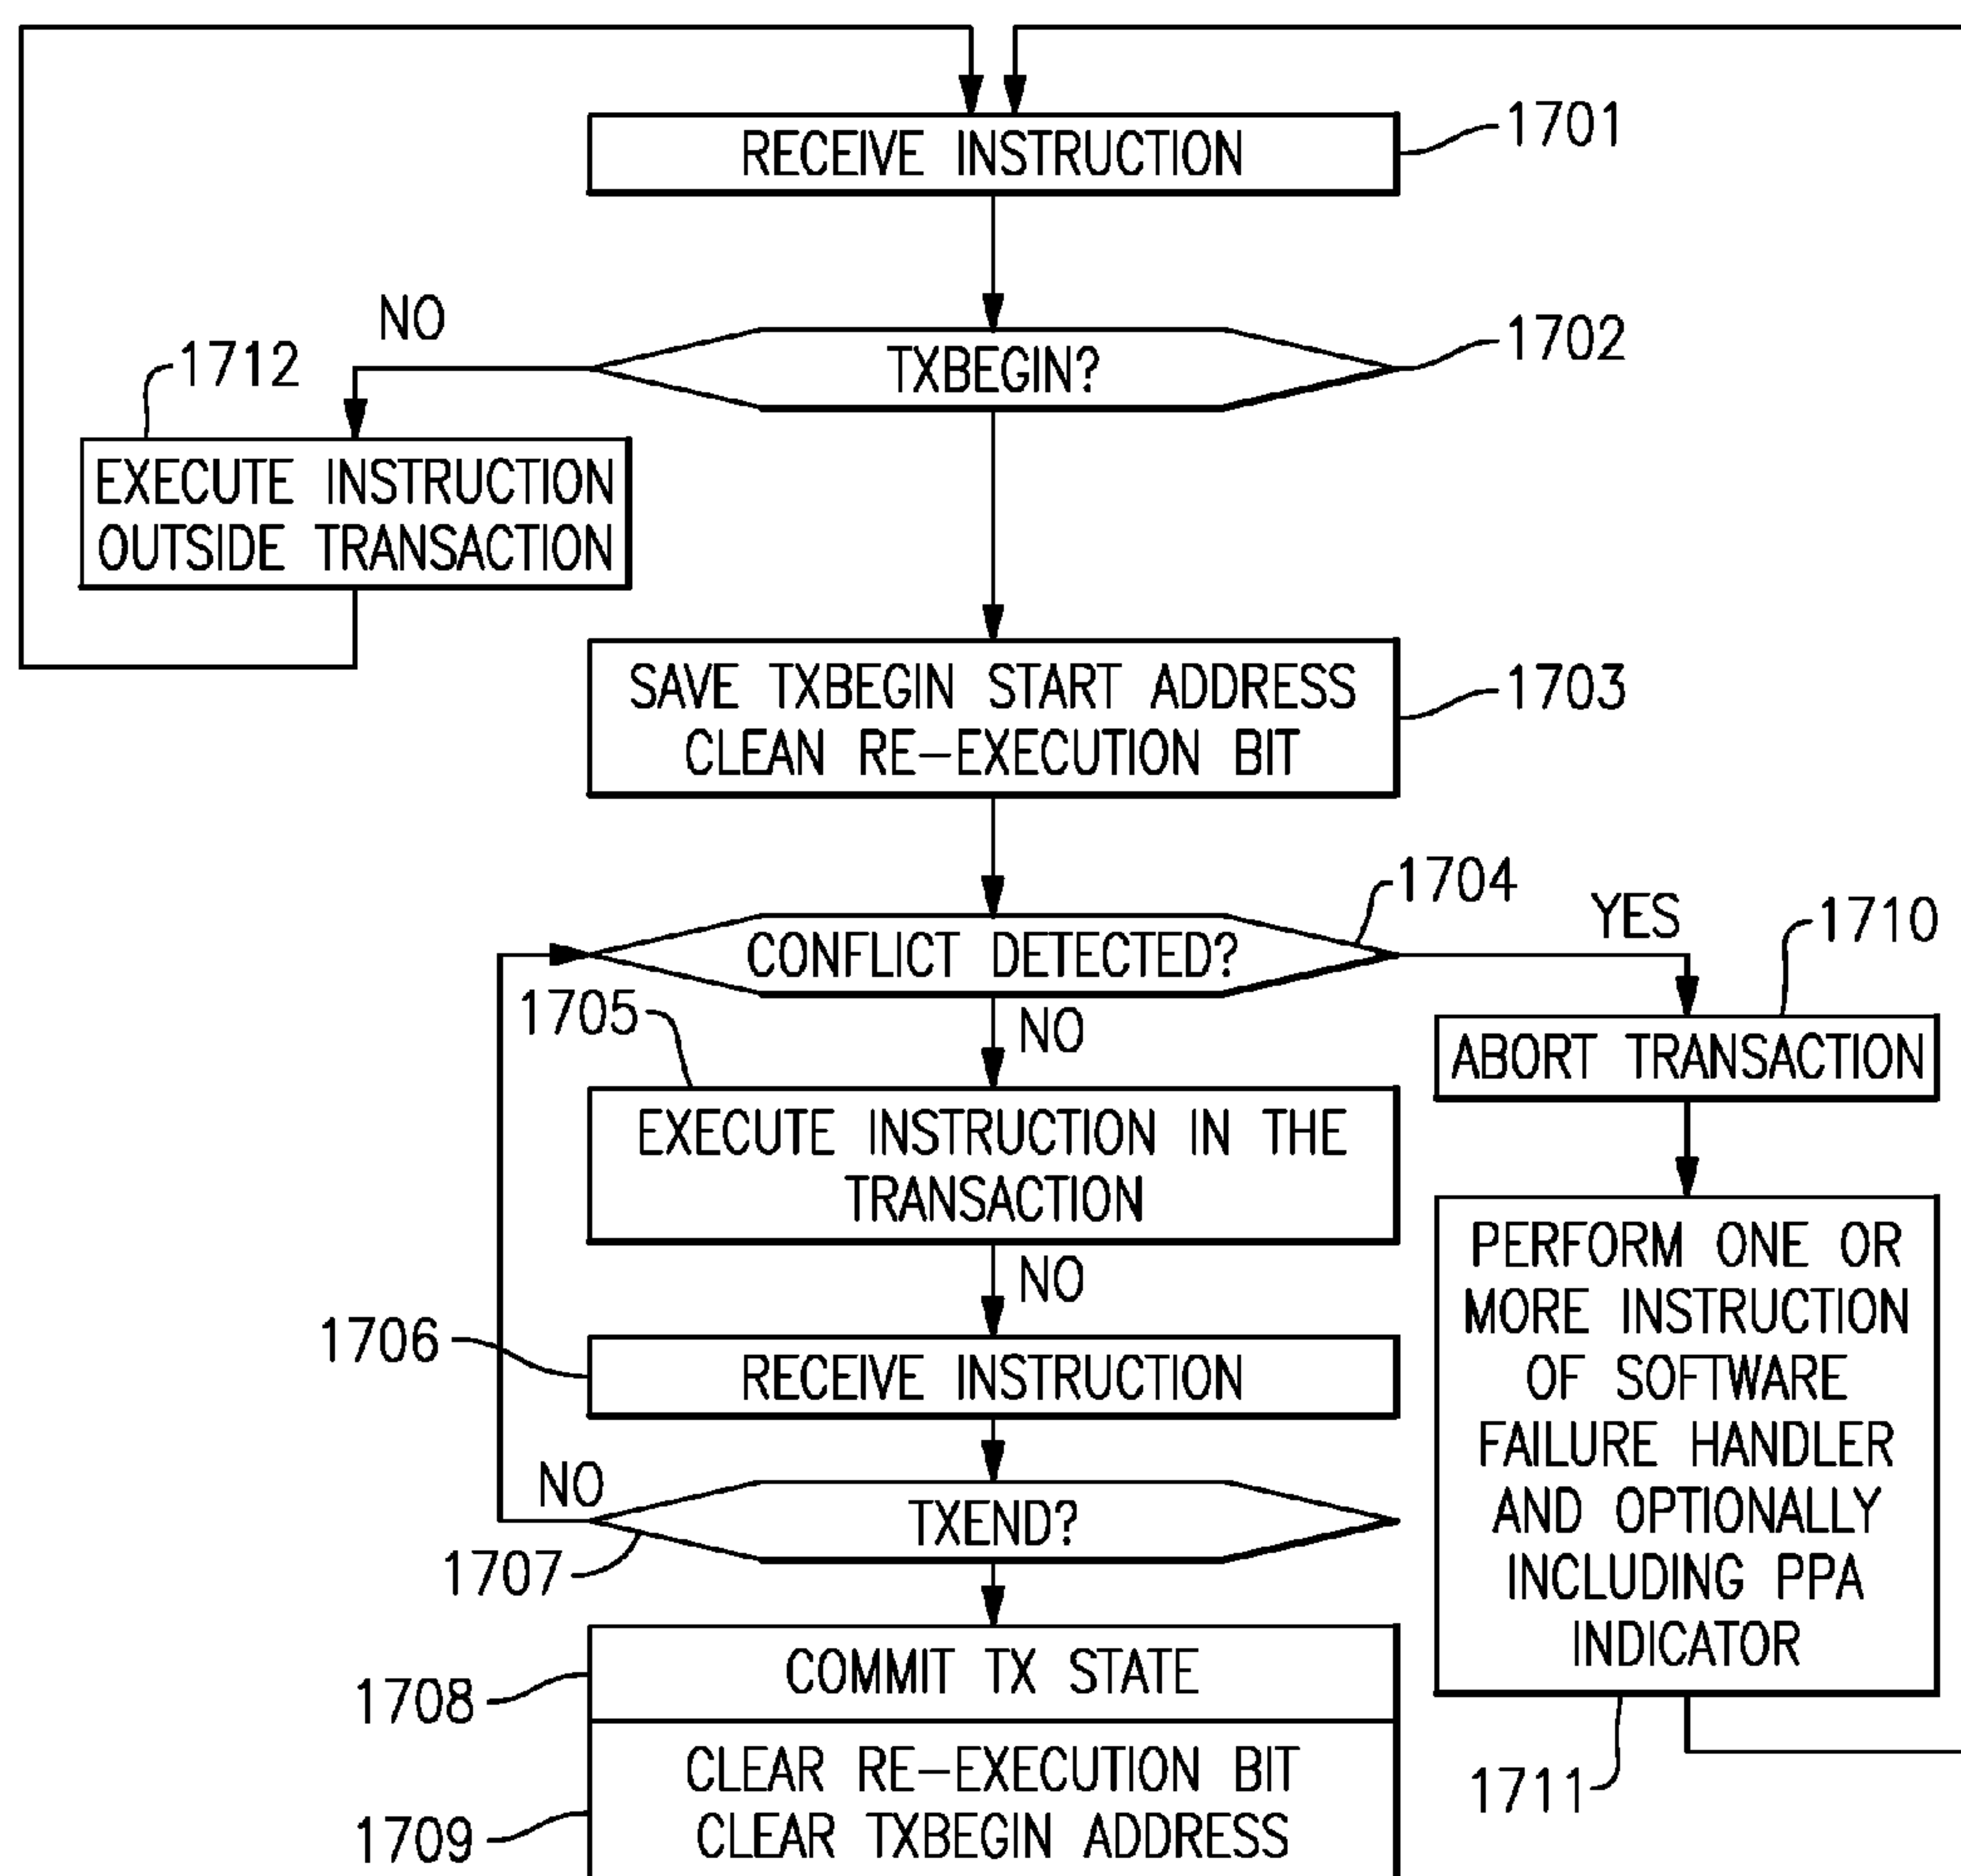 RECEIVE INSTRUCTION
1701
NO
TXBEGIN?
1702
1712
EXECUTE INSTRUCTION
OUTSIDE TRANSACTION
SAVE TXBEGIN START ADDRESS
CLEAN RE-EXECUTION BIT
1703
1704
CONFLICT DETECTED?
YES
1710
1705
NO
ABORT TRANSACTION
EXECUTE INSTRUCTION IN THE
TRANSACTION
NO
1706
RECEIVE INSTRUCTION
PERFORM ONE OR
MORE INSTRUCTION
OF SOFTWARE
FAILURE HANDLER
AND OPTIONALLY
INCLUDING PPA
INDICATOR
1711
NO
TXEND?
1707
COMMIT TX STATE
1708
CLEAR RE-EXECUTION BIT
CLEAR TXBEGIN ADDRESS
1709